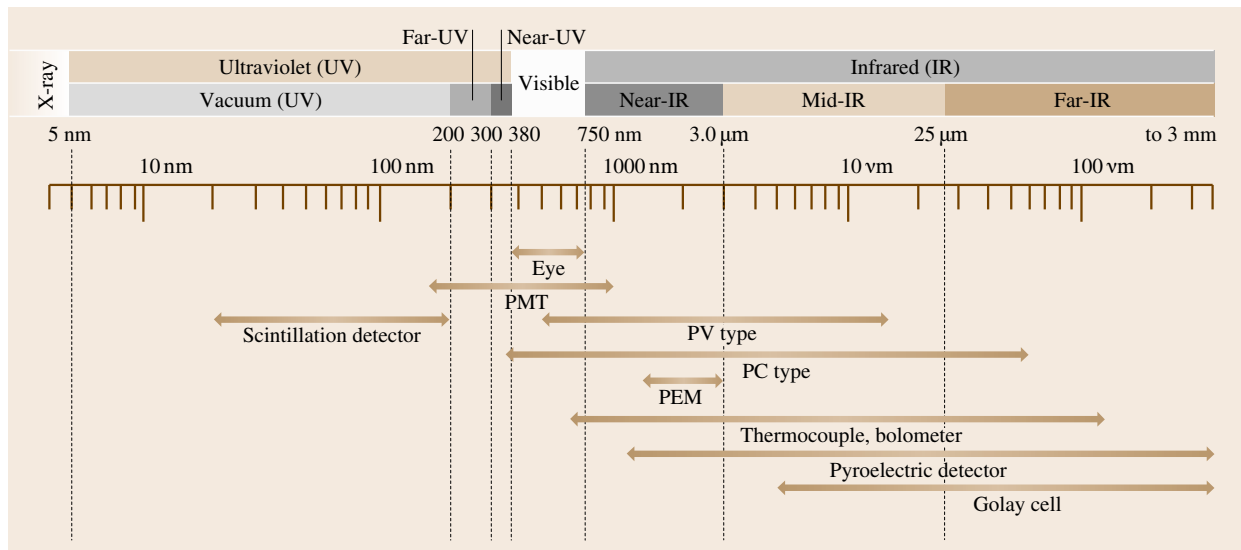 Far-UV Near-UV
X-ray
Ultraviolet (UV) Visible Infrared (IR)
Vacuum (UV) Near-IR Mid-IR Far-IR
5 nm 200 300 380 750 nm 3.0 µm 25 µm to 3 mm
10 nm 100 nm 1000 nm 10 vm 100 vm
Eye
PMT
Scintillation detector PV type
PC type
PEM
Thermocouple, bolometer
Pyroelectric detector
Golay cell